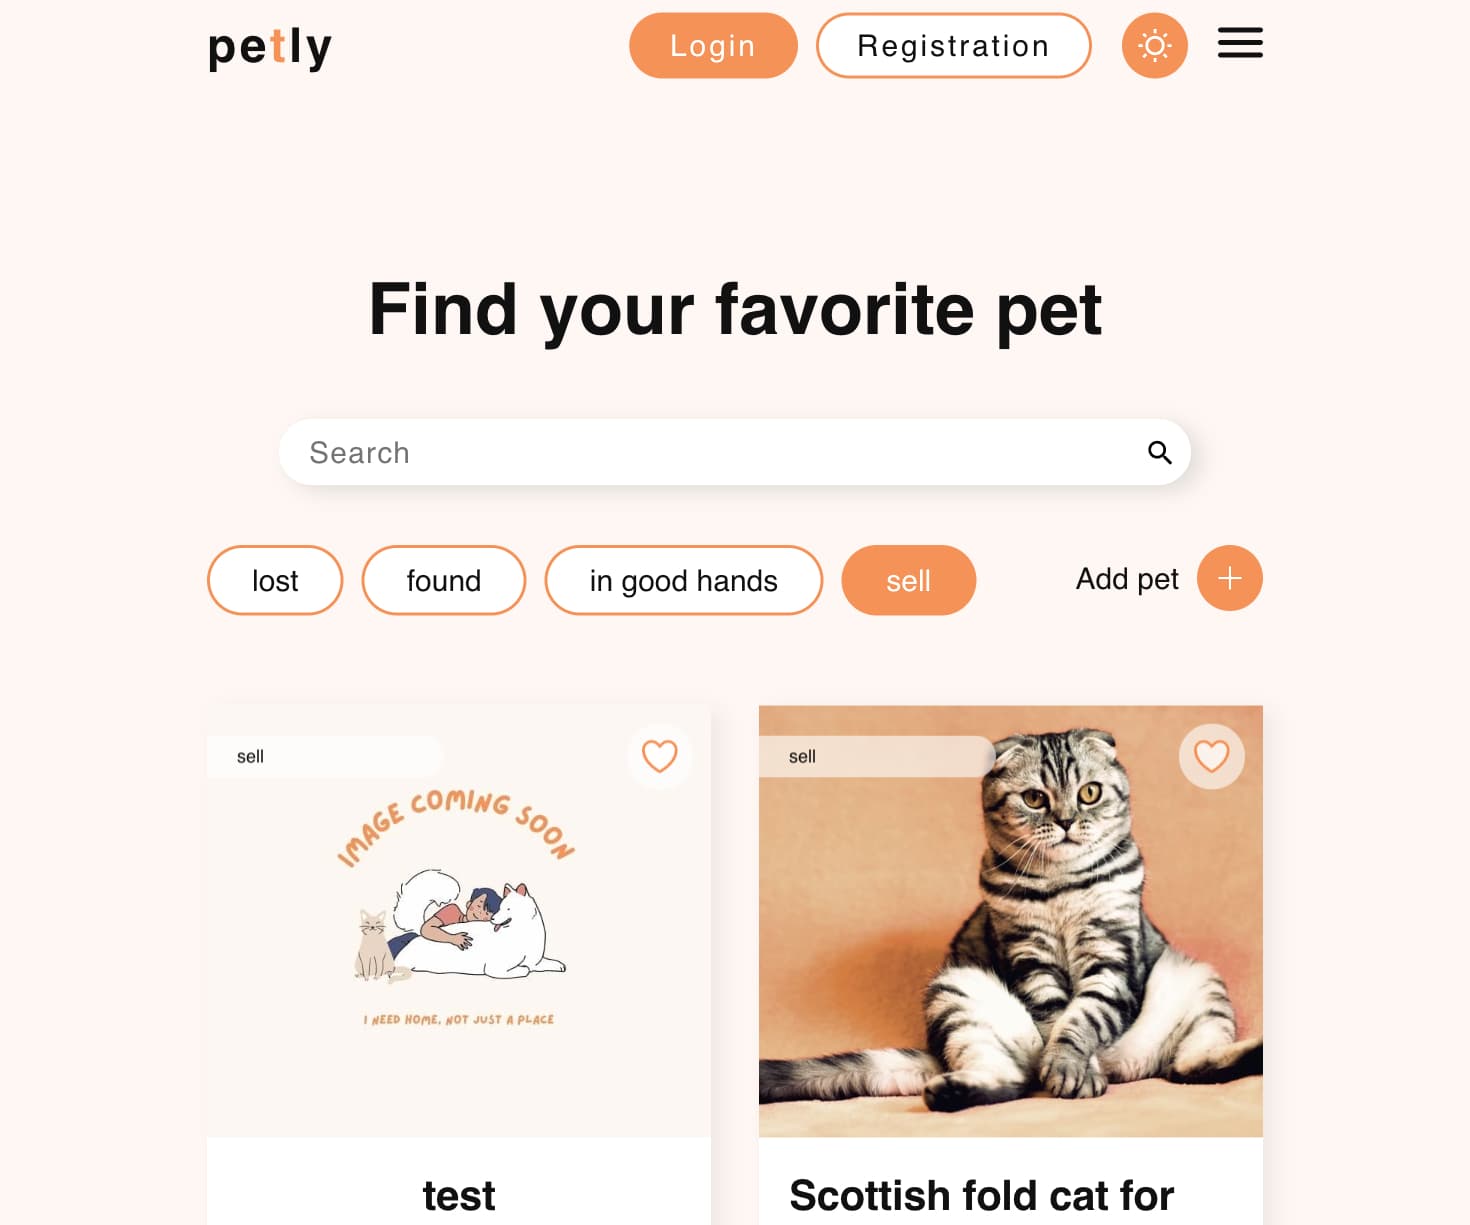 petly
Login
Registration
Find your favorite pet
Search
lost
found
in good hands
sell
Add pet
sell
IMAGE COMING SOON
I NEED HOME, NOT JUST A PLACE
test
sell
Scottish fold cat for